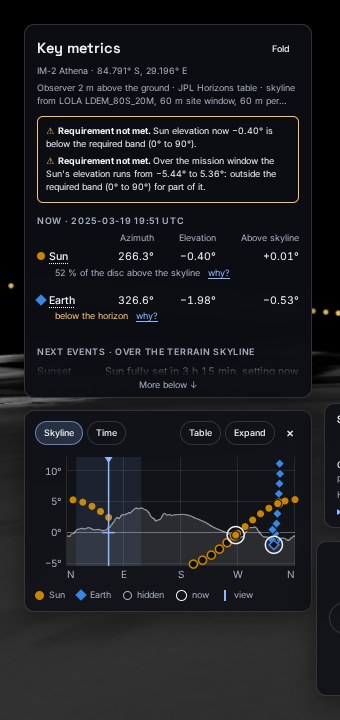 Key metrics
Fold
IM-2 Athena · 84.791° S, 29.196° E
Observer 2 m above the ground · JPL Horizons table · skyline
from LOLA LDEM_80S_20M, 60 m site window, 60 m per…
⚠ Requirement not met. Sun elevation now −0.40° is
below the required band (0° to 90°).
⚠ Requirement not met. Over the mission window the
Sun's elevation runs from −5.44° to 5.36°: outside the
required band (0° to 90°) for part of it.
NOW · 2025-03-19 19:51 UTC
Azimuth Elevation Above skyline
Sun 266.3° −0.40° +0.01°
52 % of the disc above the skyline why?
Earth 326.6° −1.98° −0.53°
below the horizon why?
NEXT EVENTS · OVER THE TERRAIN SKYLINE
Sunset Sun fully set in 3 h 15 min, setting now
More below ↓
Skyline Time Table Expand ×
10°
5°
0°
−5°
N E S W N
Sun Earth hidden now view